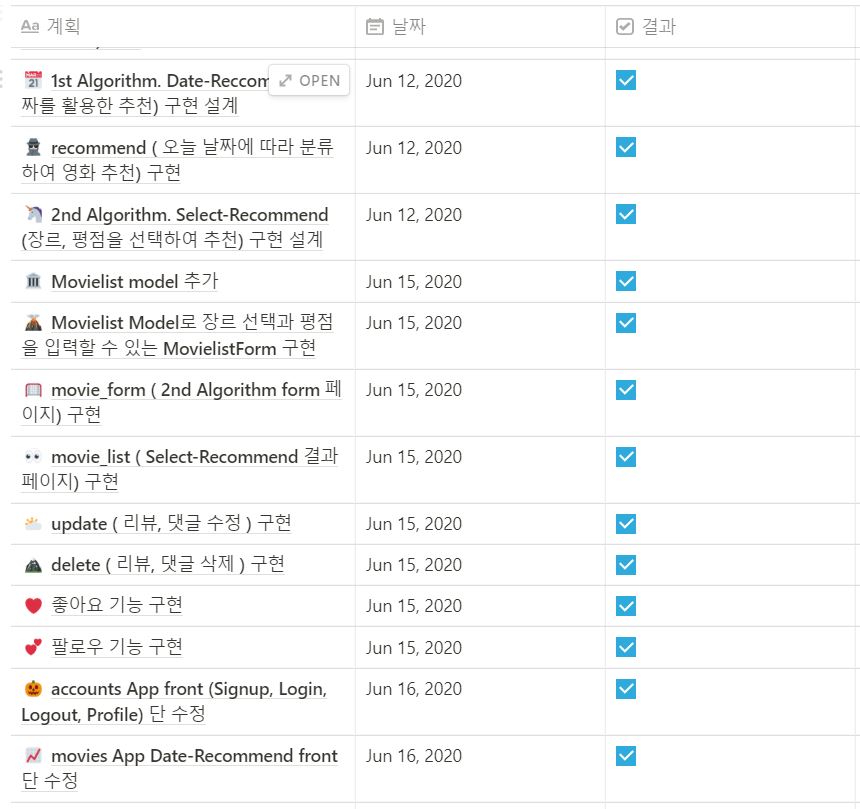 Aa 계획 날짜 결과
1st Algorithm. Date-Reccom OPEN Jun 12, 2020
짜를 활용한 추천) 구현 설계
recommend ( 오늘 날짜에 따라 분류 Jun 12, 2020
하여 영화 추천) 구현
2nd Algorithm. Select-Recommend Jun 12, 2020
(장르, 평점을 선택하여 추천) 구현 설계
Movielist model 추가 Jun 15, 2020
Movielist Model로 장르 선택과 평점 Jun 15, 2020
을 입력할 수 있는 MovielistForm 구현
movie_form ( 2nd Algorithm form 페 Jun 15, 2020
이지) 구현
movie_list ( Select-Recommend 결과 Jun 15, 2020
페이지) 구현
update ( 리뷰, 댓글 수정 ) 구현 Jun 15, 2020
delete ( 리뷰, 댓글 삭제 ) 구현 Jun 15, 2020
좋아요 기능 구현 Jun 15, 2020
팔로우 기능 구현 Jun 15, 2020
accounts App front (Signup, Login, Jun 16, 2020
Logout, Profile) 단 수정
movies App Date-Recommend front Jun 16, 2020
단 수정